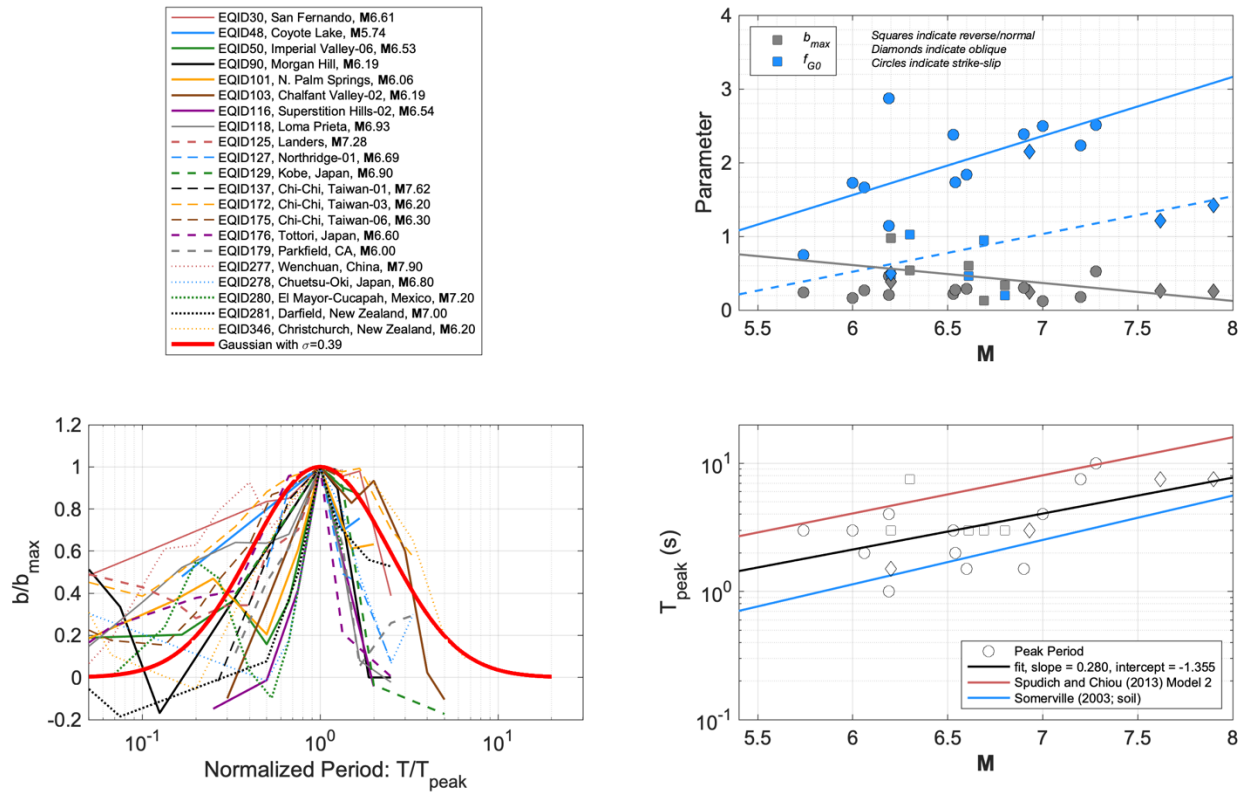 EQID30, San Fernando, M6.61
EQID48, Coyote Lake, M5.74
EQID50, Imperial Valley-06, M6.53
EQID90, Morgan Hill, M6.19
EQID101, N. Palm Springs, M6.06
EQID103, Chalfant Valley-02, M6.19
EQID116, Superstition Hills-02, M6.54
EQID118, Loma Prieta, M6.93
EQID125, Landers, M7.28
EQID127, Northridge-01, M6.69
EQID129, Kobe, Japan, M6.90
EQID137, Chi-Chi, Taiwan-01, M7.62
EQID172, Chi-Chi, Taiwan-03, M6.20
EQID175, Chi-Chi, Taiwan-06, M6.30
EQID176, Tottori, Japan, M6.60
EQID179, Parkfield, CA, M6.00
EQID277, Wenchuan, China, M7.90
EQID278, Chuetsu-Oki, Japan, M6.80
EQID280, El Mayor-Cucapah, Mexico, M7.20
EQID281, Darfield, New Zealand, M7.00
EQID346, Christchurch, New Zealand, M6.20
Gaussian with σ=0.39
b_max
f_G0
Squares indicate reverse/normal
Diamonds indicate oblique
Circles indicate strike-slip
Parameter
4
3
2
1
0
5.5 6 6.5 7 7.5 8
M
b/b_max
1.2
1
0.8
0.6
0.4
0.2
0
-0.2
10^-1 10^0 10^1
Normalized Period: T/T_peak
T_peak (s)
10^1
10^0
10^-1
Peak Period
fit, slope = 0.280, intercept = -1.355
Spudich and Chiou (2013) Model 2
Somerville (2003; soil)
5.5 6 6.5 7 7.5 8
M